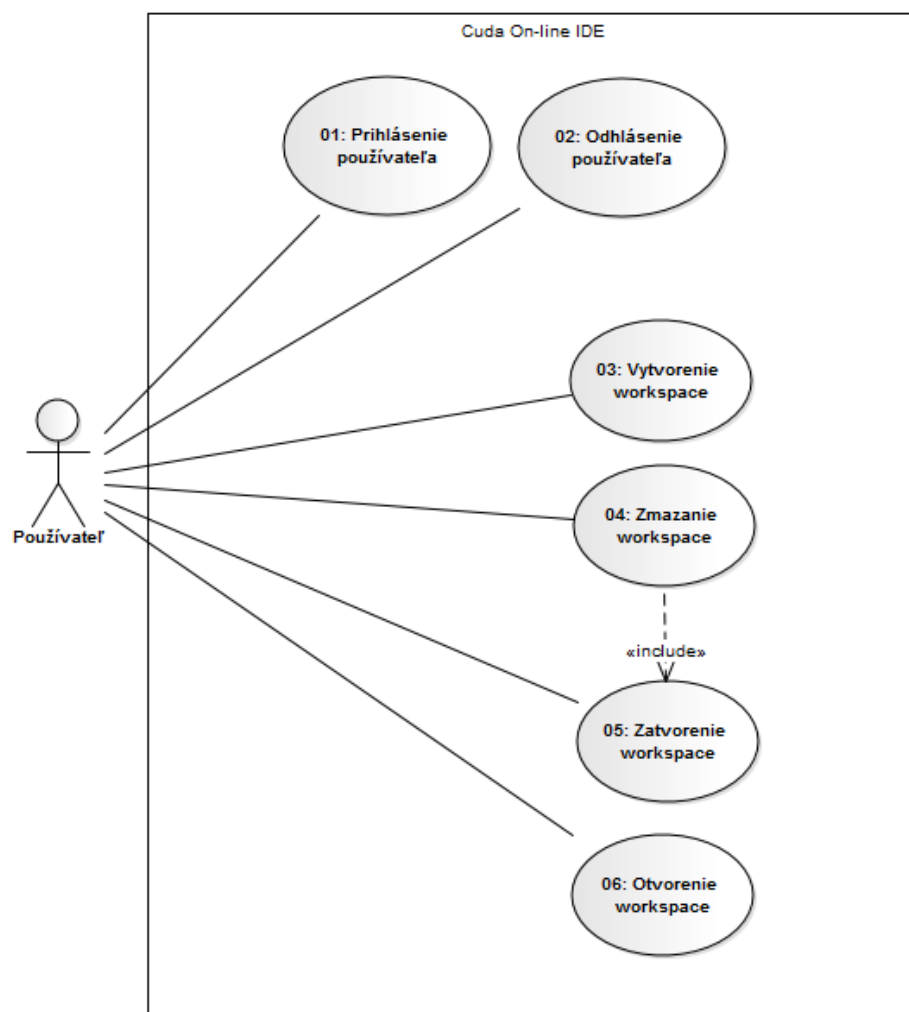 Cuda On-line IDE
01: Prihlásenie
používateľa
02: Odhlásenie
používateľa
03: Vytvorenie
workspace
04: Zmazanie
workspace
Používateľ
«include»
05: Zatvorenie
workspace
06: Otvorenie
workspace